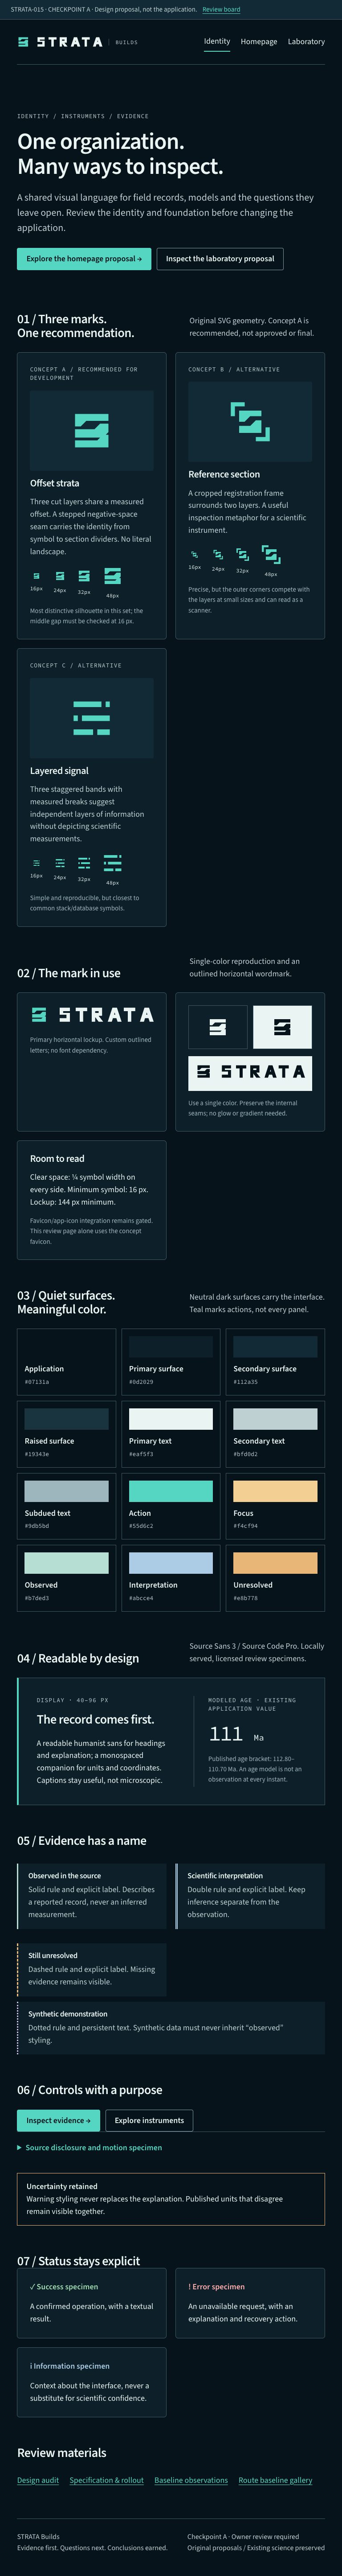 STRATA-015 · CHECKPOINT A · Design proposal, not the application. Review board
STRATA BUILDS
Identity Homepage Laboratory
IDENTITY / INSTRUMENTS / EVIDENCE
One organization.
Many ways to inspect.
A shared visual language for field records, models and the questions they
leave open. Review the identity and foundation before changing the
application.
Explore the homepage proposal →
Inspect the laboratory proposal
01 / Three marks.
One recommendation.
Original SVG geometry. Concept A is
recommended, not approved or final.
CONCEPT A / RECOMMENDED FOR
DEVELOPMENT
Offset strata
Three cut layers share a measured
offset. A stepped negative-space
seam carries the identity from
symbol to section dividers. No literal
landscape.
16px 24px 32px 48px
Most distinctive silhouette in this set; the
middle gap must be checked at 16 px.
CONCEPT B / ALTERNATIVE
Reference section
A cropped registration frame
surrounds two layers. A useful
inspection metaphor for a scientific
instrument.
16px 24px 32px 48px
Precise, but the outer corners compete with
the layers at small sizes and can read as a
scanner.
CONCEPT C / ALTERNATIVE
Layered signal
Three staggered bands with
measured breaks suggest
independent layers of information
without depicting scientific
measurements.
16px 24px 32px 48px
Simple and reproducible, but closest to
common stack/database symbols.
02 / The mark in use
Single-color reproduction and an
outlined horizontal wordmark.
STRATA
Primary horizontal lockup. Custom outlined
letters; no font dependency.
STRATA
Use a single color. Preserve the internal
seams; no glow or gradient needed.
Room to read
Clear space: ¼ symbol width on
every side. Minimum symbol: 16 px.
Lockup: 144 px minimum.
Favicon/app-icon integration remains gated.
This review page alone uses the concept
favicon.
03 / Quiet surfaces.
Meaningful color.
Neutral dark surfaces carry the interface.
Teal marks actions, not every panel.
Application
#07131a
Primary surface
#0d2029
Secondary surface
#112a35
Raised surface
#19343e
Primary text
#eaf5f3
Secondary text
#bfd0d2
Subdued text
#9db5bd
Action
#55d6c2
Focus
#f4cf94
Observed
#b7ded3
Interpretation
#abcce4
Unresolved
#e8b778
04 / Readable by design
Source Sans 3 / Source Code Pro. Locally
served, licensed review specimens.
DISPLAY · 40–96 PX
The record comes first.
A readable humanist sans for headings
and explanation; a monospaced
companion for units and coordinates.
Captions stay useful, not microscopic.
MODELED AGE · EXISTING
APPLICATION VALUE
111 Ma
Published age bracket: 112.80–
110.70 Ma. An age model is not an
observation at every instant.
05 / Evidence has a name
Observed in the source
Solid rule and explicit label. Describes
a reported record, never an inferred
measurement.
Scientific interpretation
Double rule and explicit label. Keep
inference separate from the
observation.
Still unresolved
Dashed rule and explicit label. Missing
evidence remains visible.
Synthetic demonstration
Dotted rule and persistent text. Synthetic data must never inherit “observed”
styling.
06 / Controls with a purpose
Inspect evidence →
Explore instruments
▶ Source disclosure and motion specimen
Uncertainty retained
Warning styling never replaces the explanation. Published units that disagree
remain visible together.
07 / Status stays explicit
✓ Success specimen
A confirmed operation, with a textual
result.
! Error specimen
An unavailable request, with an
explanation and recovery action.
i Information specimen
Context about the interface, never a
substitute for scientific confidence.
Review materials
Design audit Specification & rollout Baseline observations Route baseline gallery
STRATA Builds
Evidence first. Questions next. Conclusions earned.
Checkpoint A · Owner review required
Original proposals / Existing science preserved